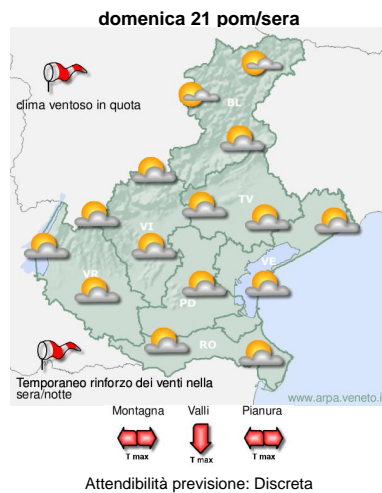 domenica 21 pom/sera
clima ventoso in quota
BL
TV
VI
VE
VR
PD
RO
Temporaneo rinforzo dei venti nella
sera/notte
www.arpa.veneto.i
Montagna Valli Pianura
T max T max T max
Attendibilità previsione: Discreta